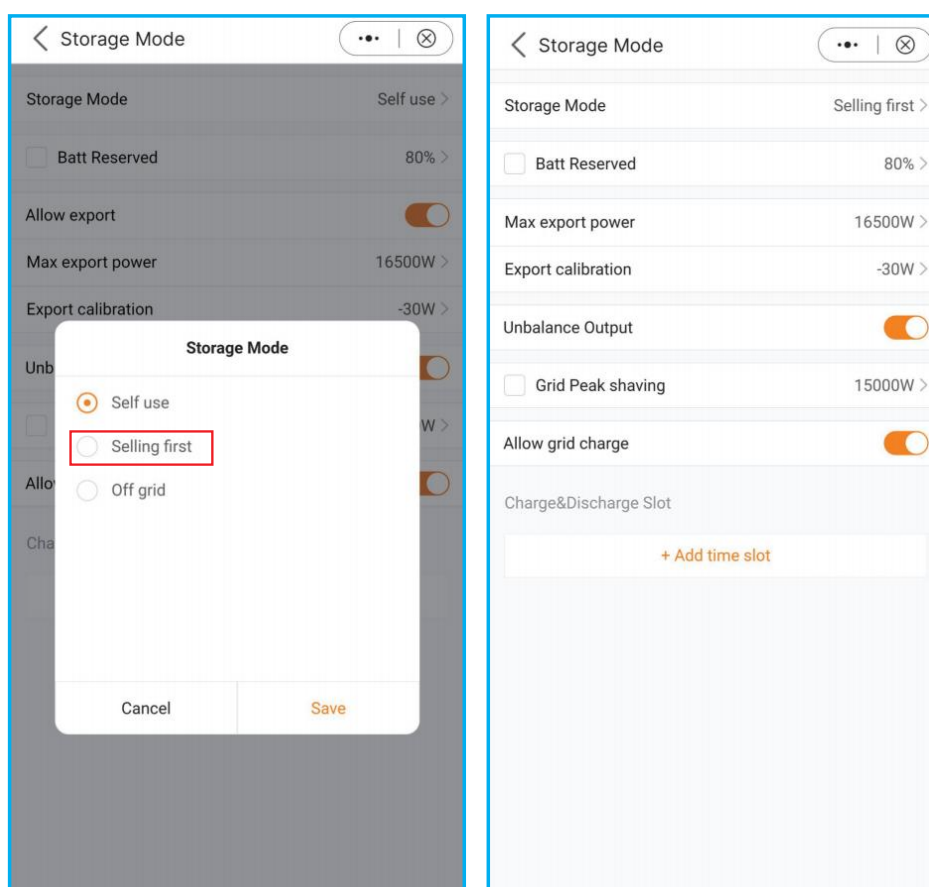 Storage Mode
Storage Mode Self use
Batt Reserved 80%
Allow export
Max export power 16500W
Export calibration -30W
Unb
Storage Mode
Self use
Selling first
Off grid
W
Allo
Cha
Cancel Save
Storage Mode
Storage Mode Selling first
Batt Reserved 80%
Max export power 16500W
Export calibration -30W
Unbalance Output
Grid Peak shaving 15000W
Allow grid charge
Charge&Discharge Slot
+ Add time slot